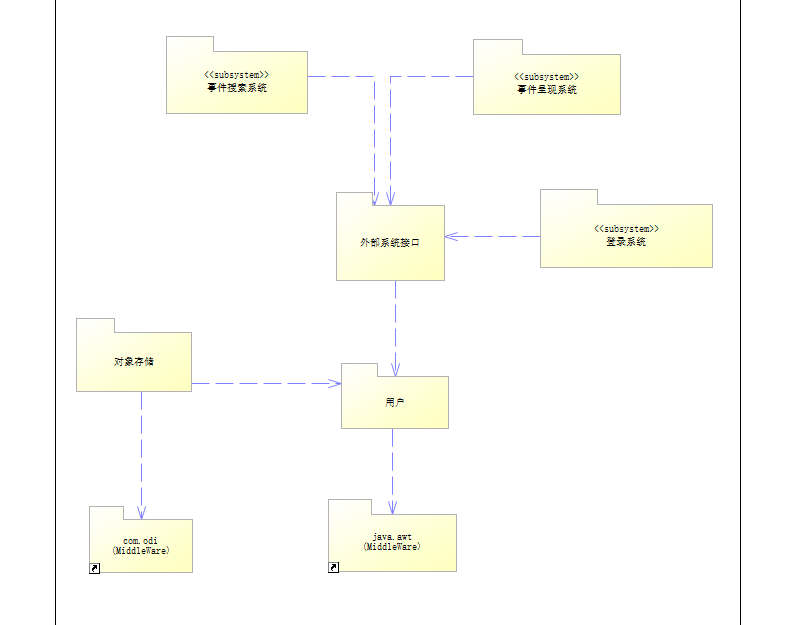 <<subsystem>>
事件搜索系统
<<subsystem>>
事件呈现系统
外部系统接口
<<subsystem>>
登录系统
对象存储
用户
com.odi
(MiddleWare)
java.awt
(MiddleWare)